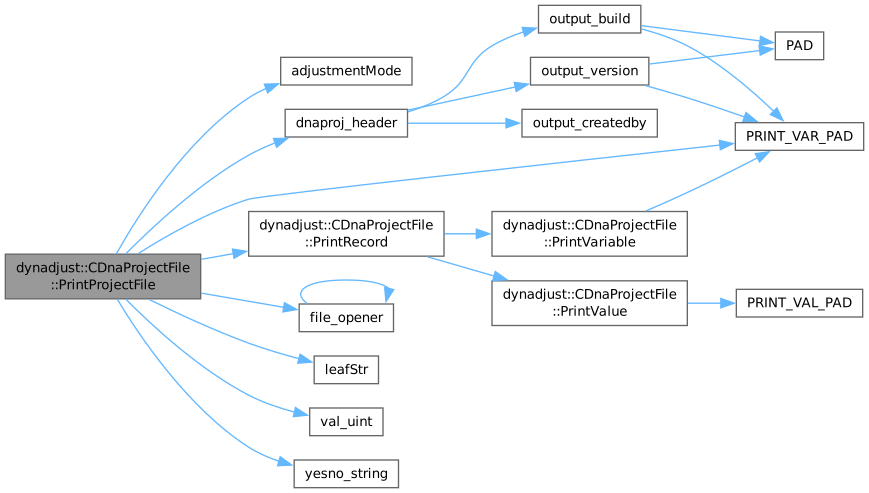 output_build
PAD
output_version
adjustmentMode
dnaproj_header
output_createdby
PRINT_VAR_PAD
dynadjust::CDnaProjectFile
::PrintRecord
dynadjust::CDnaProjectFile
::PrintVariable
dynadjust::CDnaProjectFile
::PrintProjectFile
dynadjust::CDnaProjectFile
::PrintValue
PRINT_VAL_PAD
file_opener
leafStr
val_uint
yesno_string